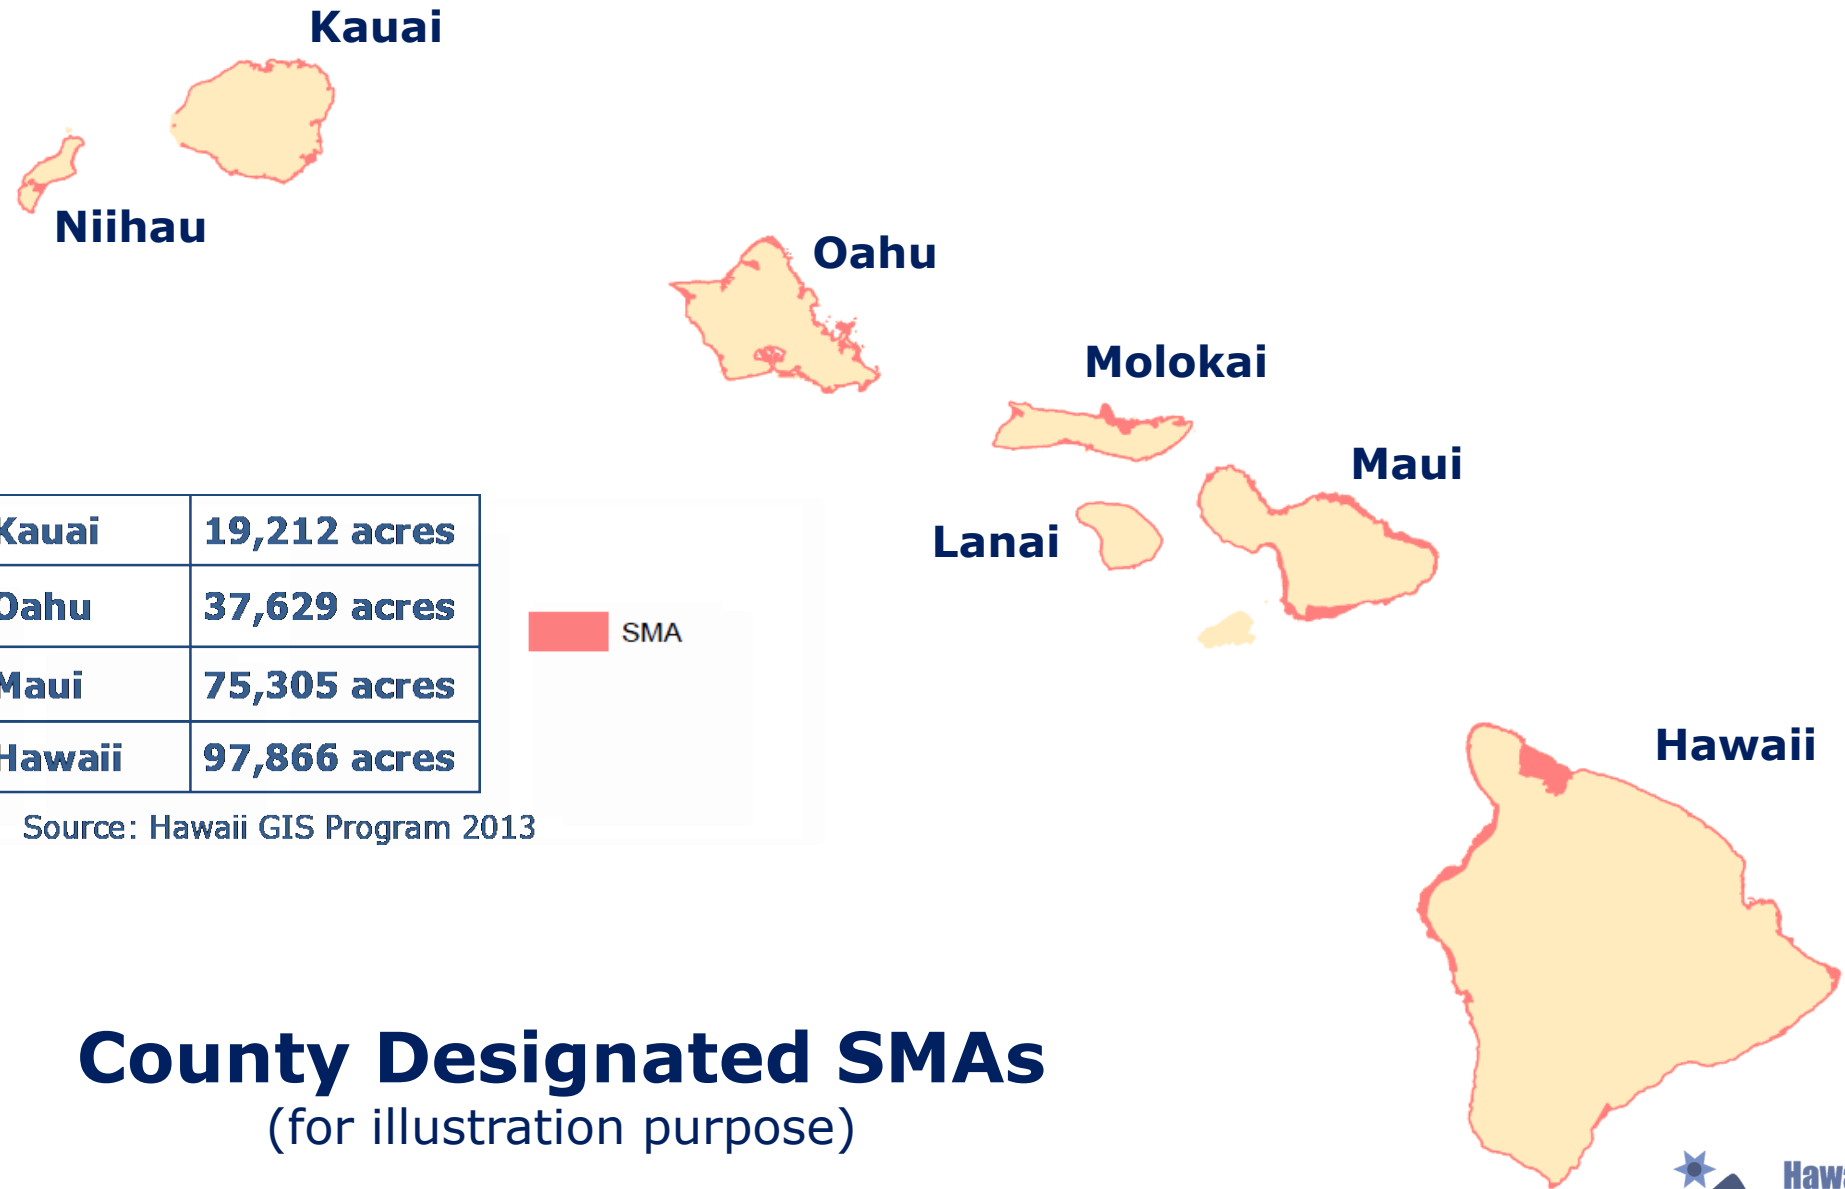 Kauai
Niihau
Oahu
Molokai
Maui
Lanai
Kauai 19,212 acres
Oahu 37,629 acres
Maui 75,305 acres
Hawaii 97,866 acres
SMA
Source: Hawaii GIS Program 2013
Hawaii
County Designated SMAs
(for illustration purpose)